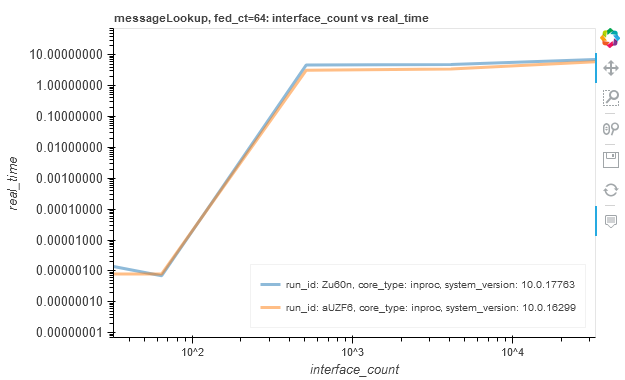 messageLookup, fed_ct=64: interface_count vs real_time
10.00000000
1.00000000
0.10000000
0.01000000
0.00100000
0.00010000
0.00001000
0.00000100
0.00000010
0.00000001
real_time
run_id: Zu60n, core_type: inproc, system_version: 10.0.17763
run_id: aUZF6, core_type: inproc, system_version: 10.0.16299
10^2
10^3
10^4
interface_count